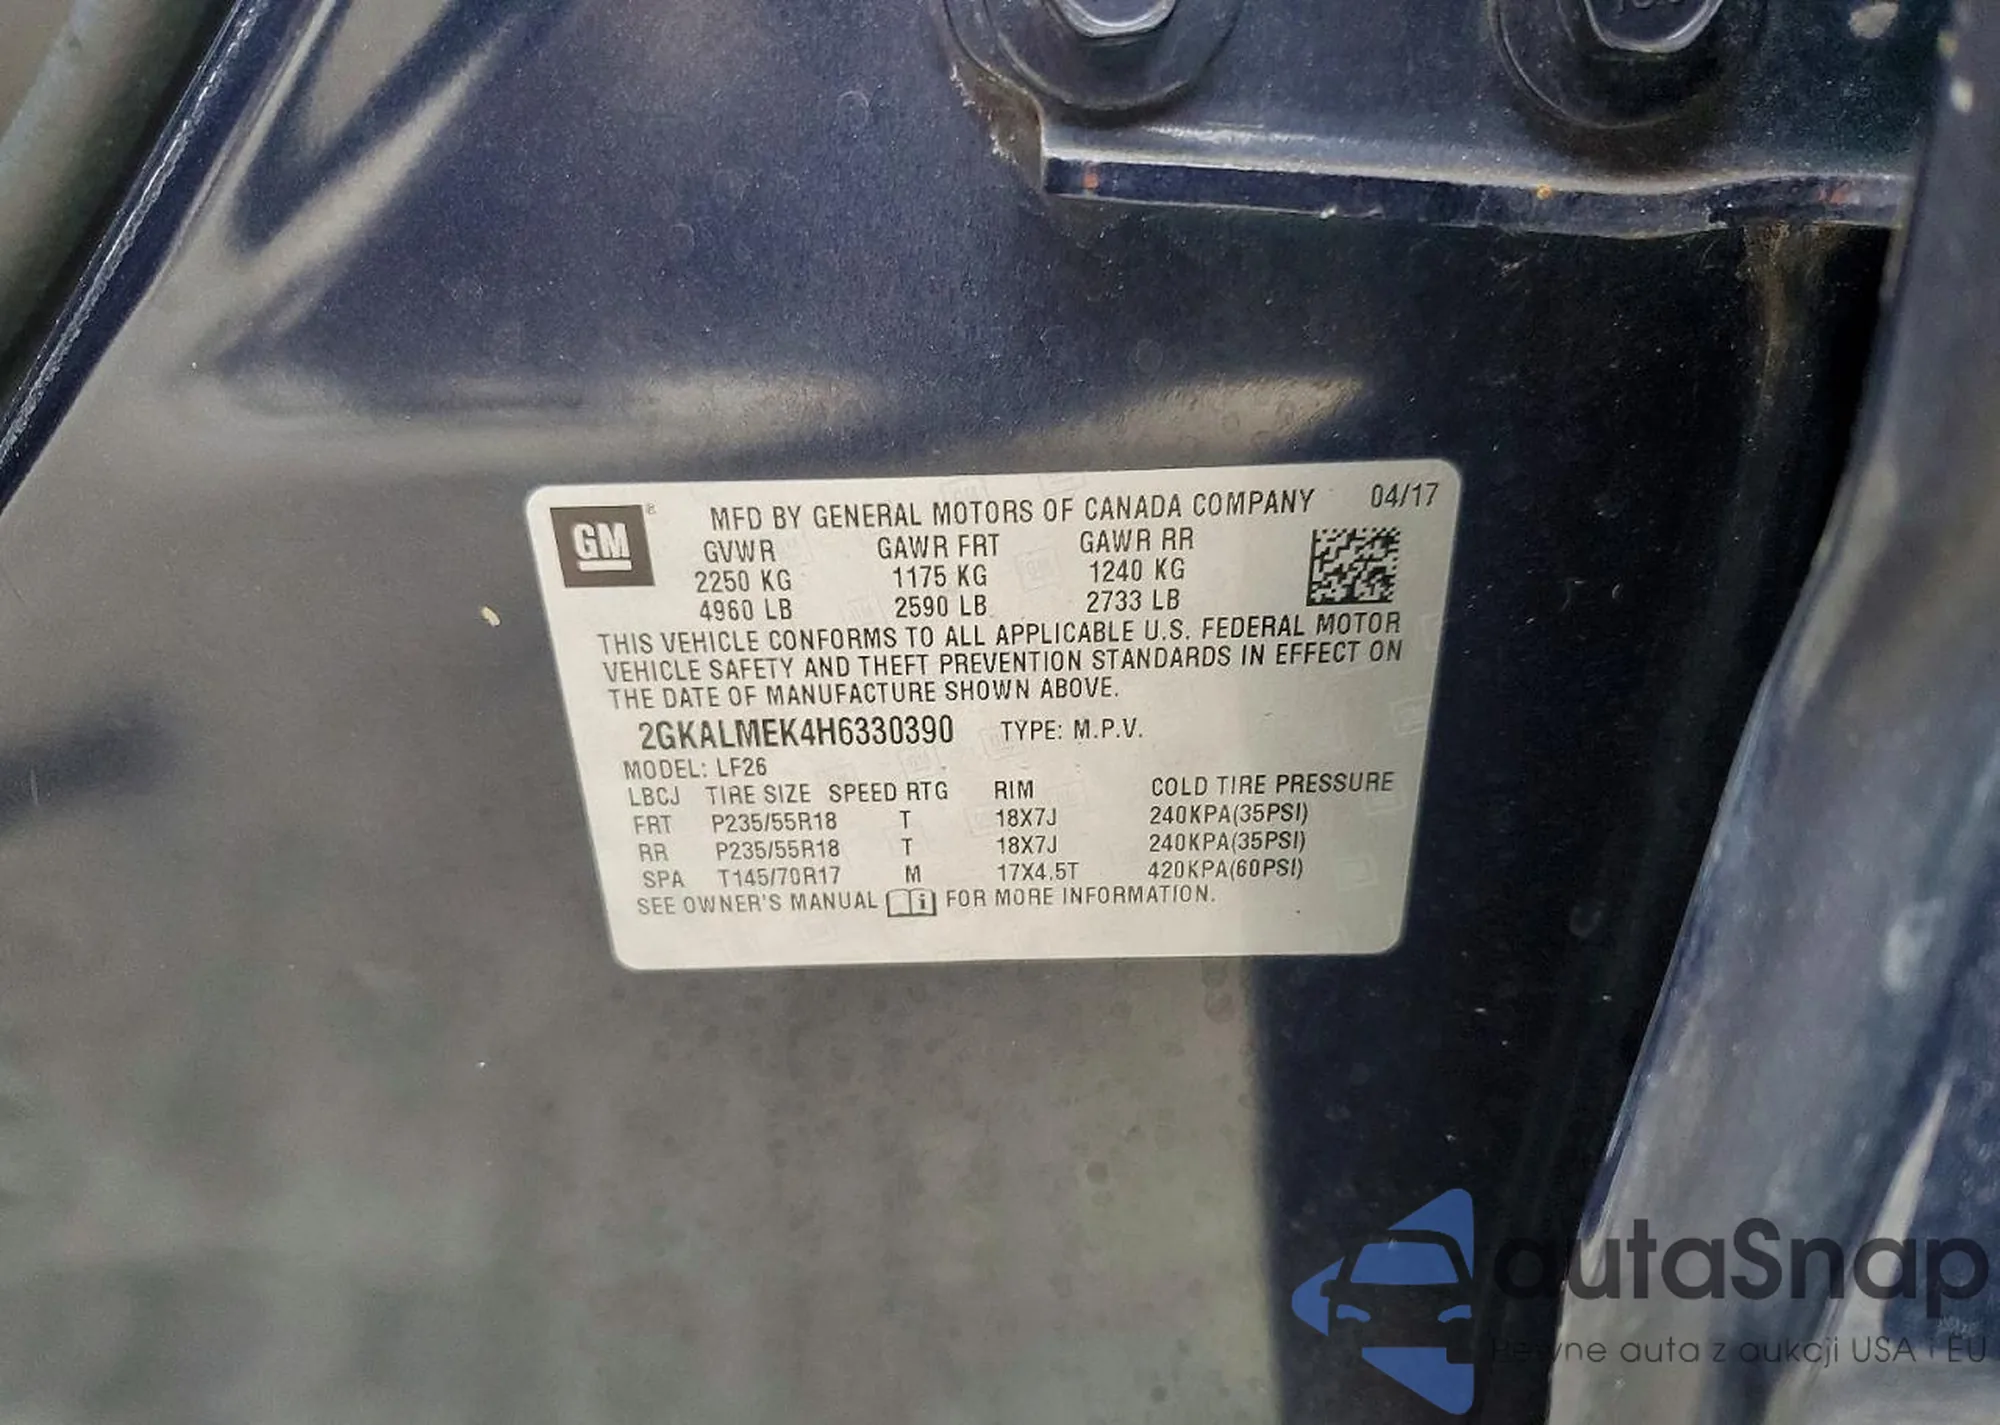 GM ® MFD BY GENERAL MOTORS OF CANADA COMPANY 04/17
GVWR GAWR FRT GAWR RR
2250 KG 1175 KG 1240 KG
4960 LB 2590 LB 2733 LB
THIS VEHICLE CONFORMS TO ALL APPLICABLE U.S. FEDERAL MOTOR
VEHICLE SAFETY AND THEFT PREVENTION STANDARDS IN EFFECT ON
THE DATE OF MANUFACTURE SHOWN ABOVE.
2GKALMEK4H6330390 TYPE: M.P.V.
MODEL: LF26
LBCJ TIRE SIZE SPEED RTG RIM COLD TIRE PRESSURE
FRT P235/55R18 T 18X7J 240KPA(35PSI)
RR P235/55R18 T 18X7J 240KPA(35PSI)
SPA T145/70R17 M 17X4.5T 420KPA(60PSI)
SEE OWNER'S MANUAL i FOR MORE INFORMATION.
autaSnap
auta z aukcji USA i EU